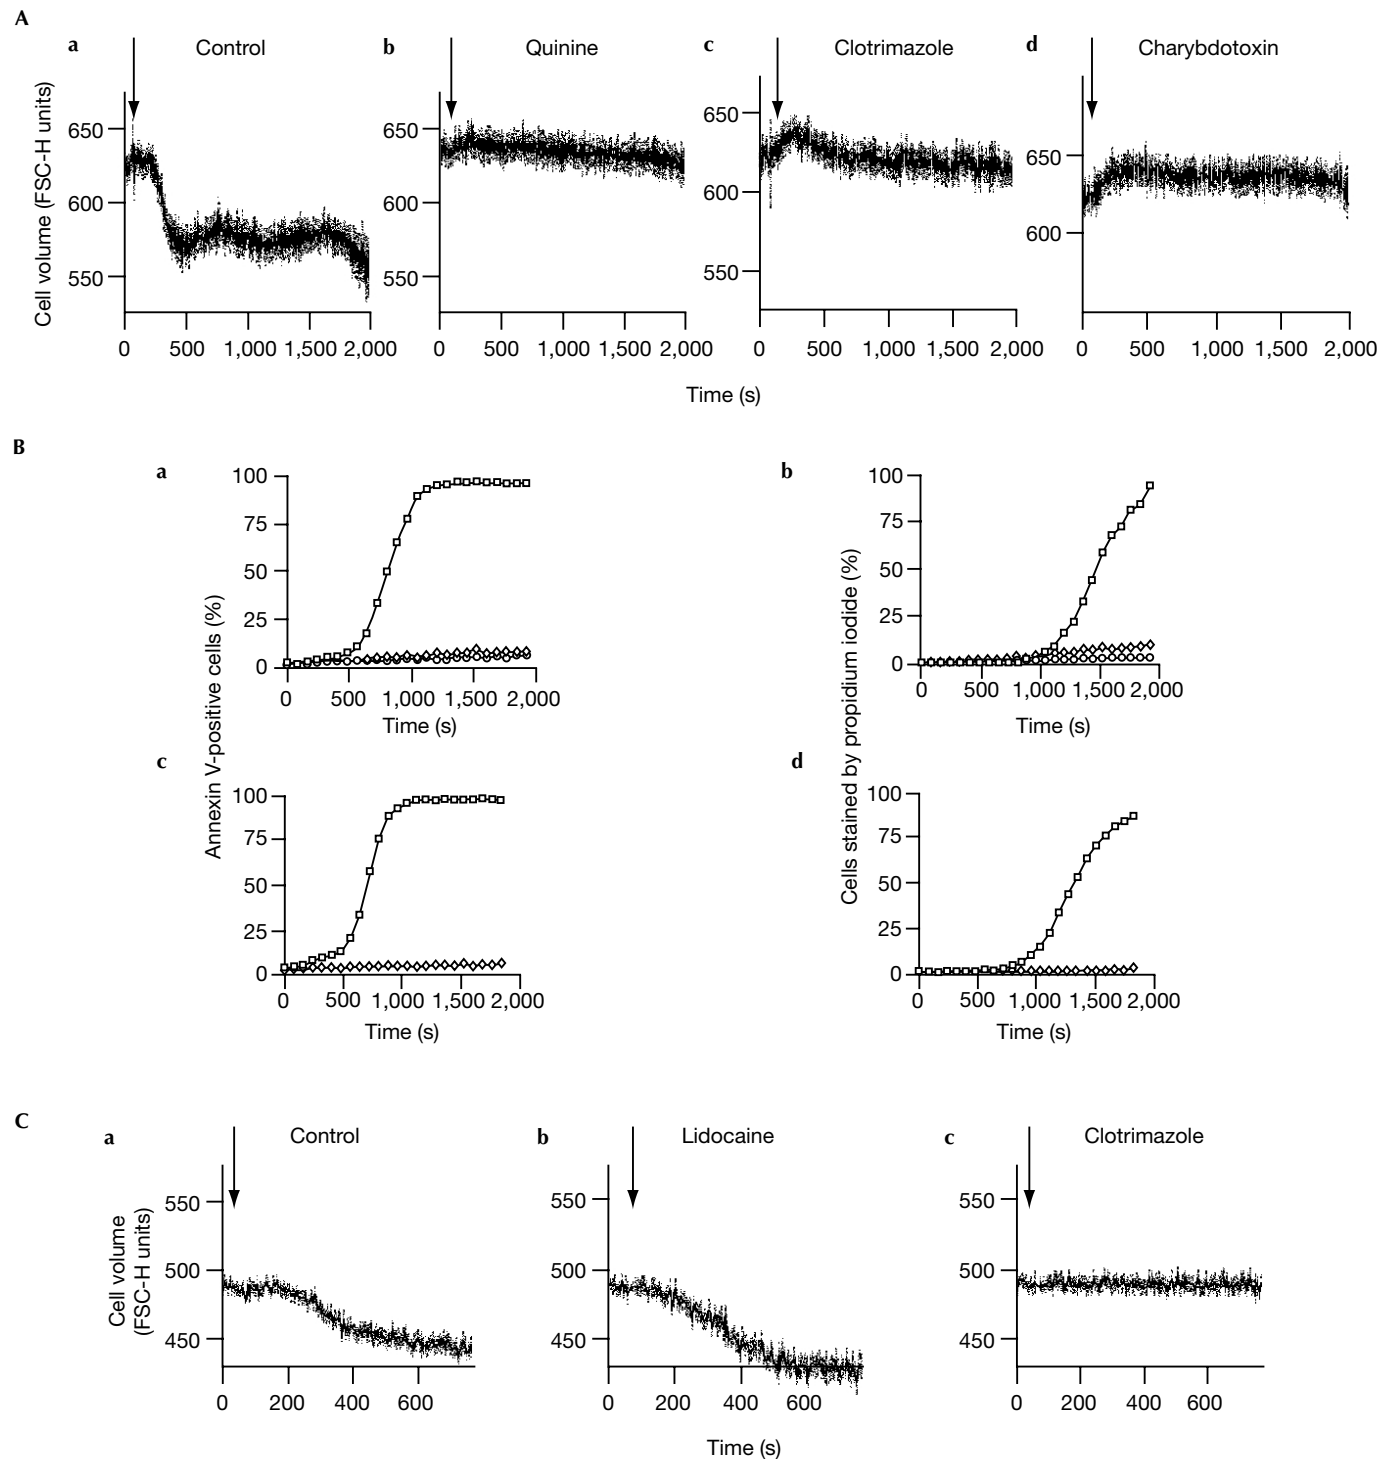 A
a Control b Quinine c Clotrimazole d Charybdotoxin
Cell volume (FSC-H units)
650 650 650 650
600 600 600 600
550 550 550
0 500 1,000 1,500 2,000 0 500 1,000 1,500 2,000 0 500 1,000 1,500 2,000 0 500 1,000 1,500 2,000
Time (s)
B
a b
Annexin V-positive cells (%)
Cells stained by propidium iodide (%)
100 100
75 75
50 50
25 25
0 0
0 500 1,000 1,500 2,000 0 500 1,000 1,500 2,000
Time (s) Time (s)
c d
100 100
75 75
50 50
25 25
0 0
0 500 1,000 1,500 2,000 0 500 1,000 1,500 2,000
Time (s) Time (s)
C
a Control b Lidocaine c Clotrimazole
Cell volume
(FSC-H units)
550 550 550
500 500 500
450 450 450
0 200 400 600 0 200 400 600 0 200 400 600
Time (s)